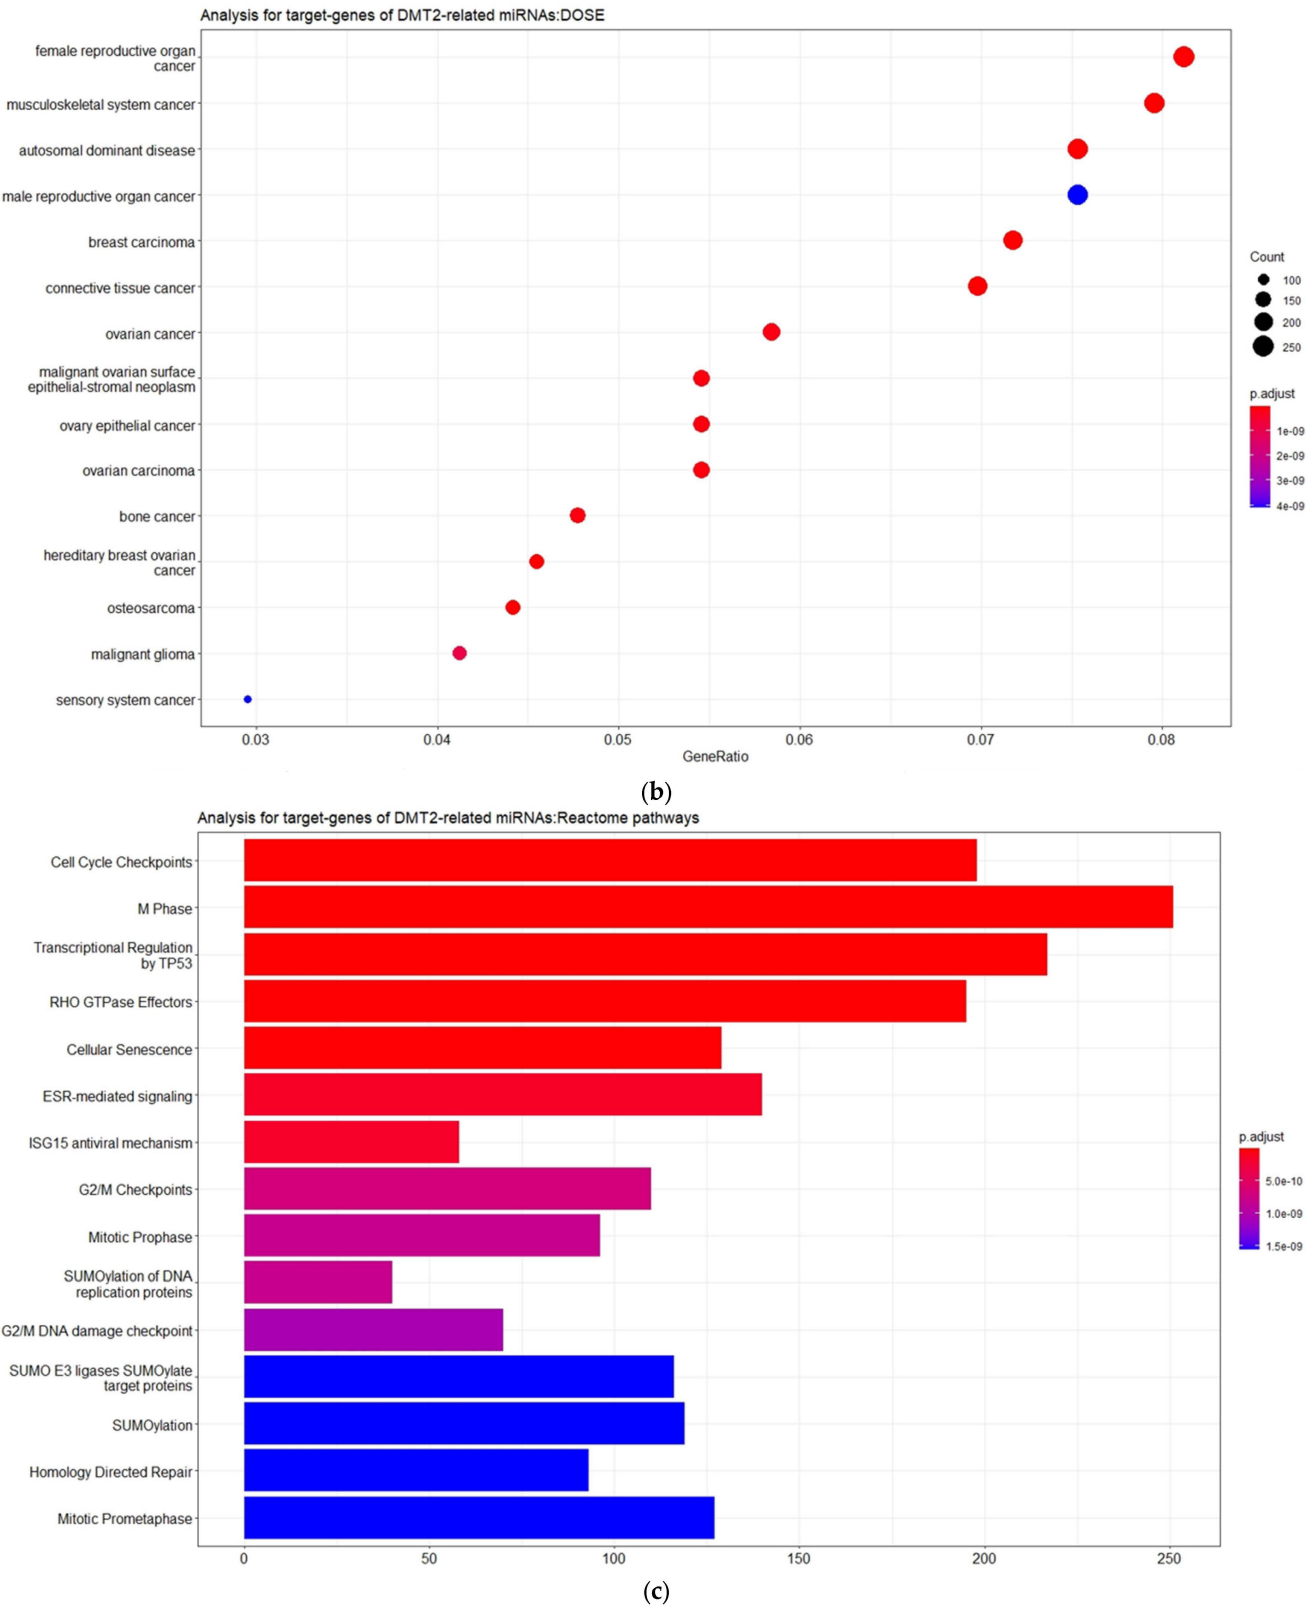 Analysis for target-genes of DMT2-related miRNAs:DOSE
female reproductive organ
cancer
musculoskeletal system cancer
autosomal dominant disease
male reproductive organ cancer
breast carcinoma
connective tissue cancer
ovarian cancer
malignant ovarian surface
epithelial-stromal neoplasm
ovary epithelial cancer
ovarian carcinoma
bone cancer
hereditary breast ovarian
cancer
osteosarcoma
malignant glioma
sensory system cancer
0.03 0.04 0.05 0.06 0.07 0.08
GeneRatio
Count
100
150
200
250
p.adjust
1e-09
2e-09
3e-09
4e-09
(b)
Analysis for target-genes of DMT2-related miRNAs:Reactome pathways
Cell Cycle Checkpoints
M Phase
Transcriptional Regulation
by TP53
RHO GTPase Effectors
Cellular Senescence
ESR-mediated signaling
ISG15 antiviral mechanism
G2/M Checkpoints
Mitotic Prophase
SUMOylation of DNA
replication proteins
G2/M DNA damage checkpoint
SUMO E3 ligases SUMOylate
target proteins
SUMOylation
Homology Directed Repair
Mitotic Prometaphase
0 50 100 150 200 250
p.adjust
5.0e-10
1.0e-09
1.5e-09
(c)